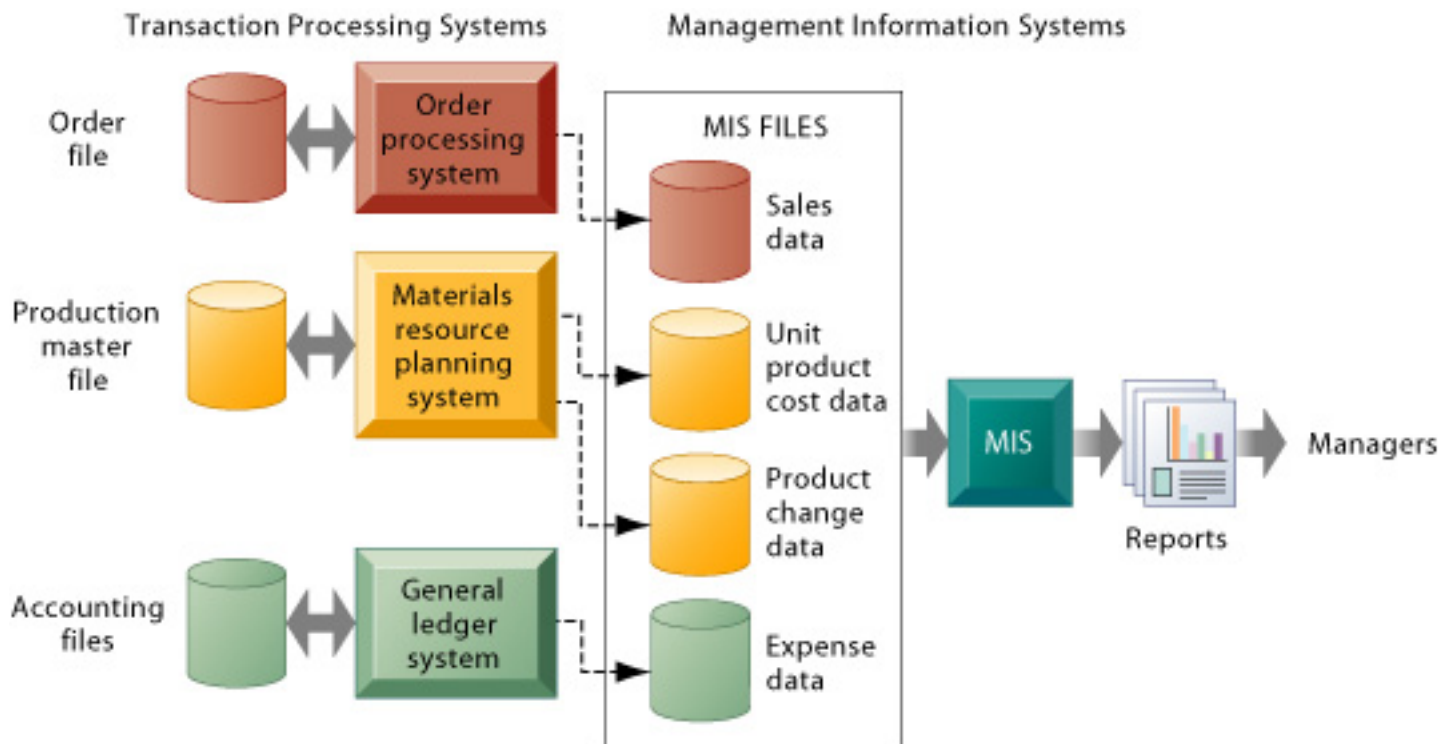 Transaction Processing Systems
Management Information Systems
Order
file
Order
processing
system
MIS FILES
Sales
data
Production
master
file
Materials
resource
planning
system
Unit
product
cost data
Product
change
data
MIS
Reports
Managers
Accounting
files
General
ledger
system
Expense
data